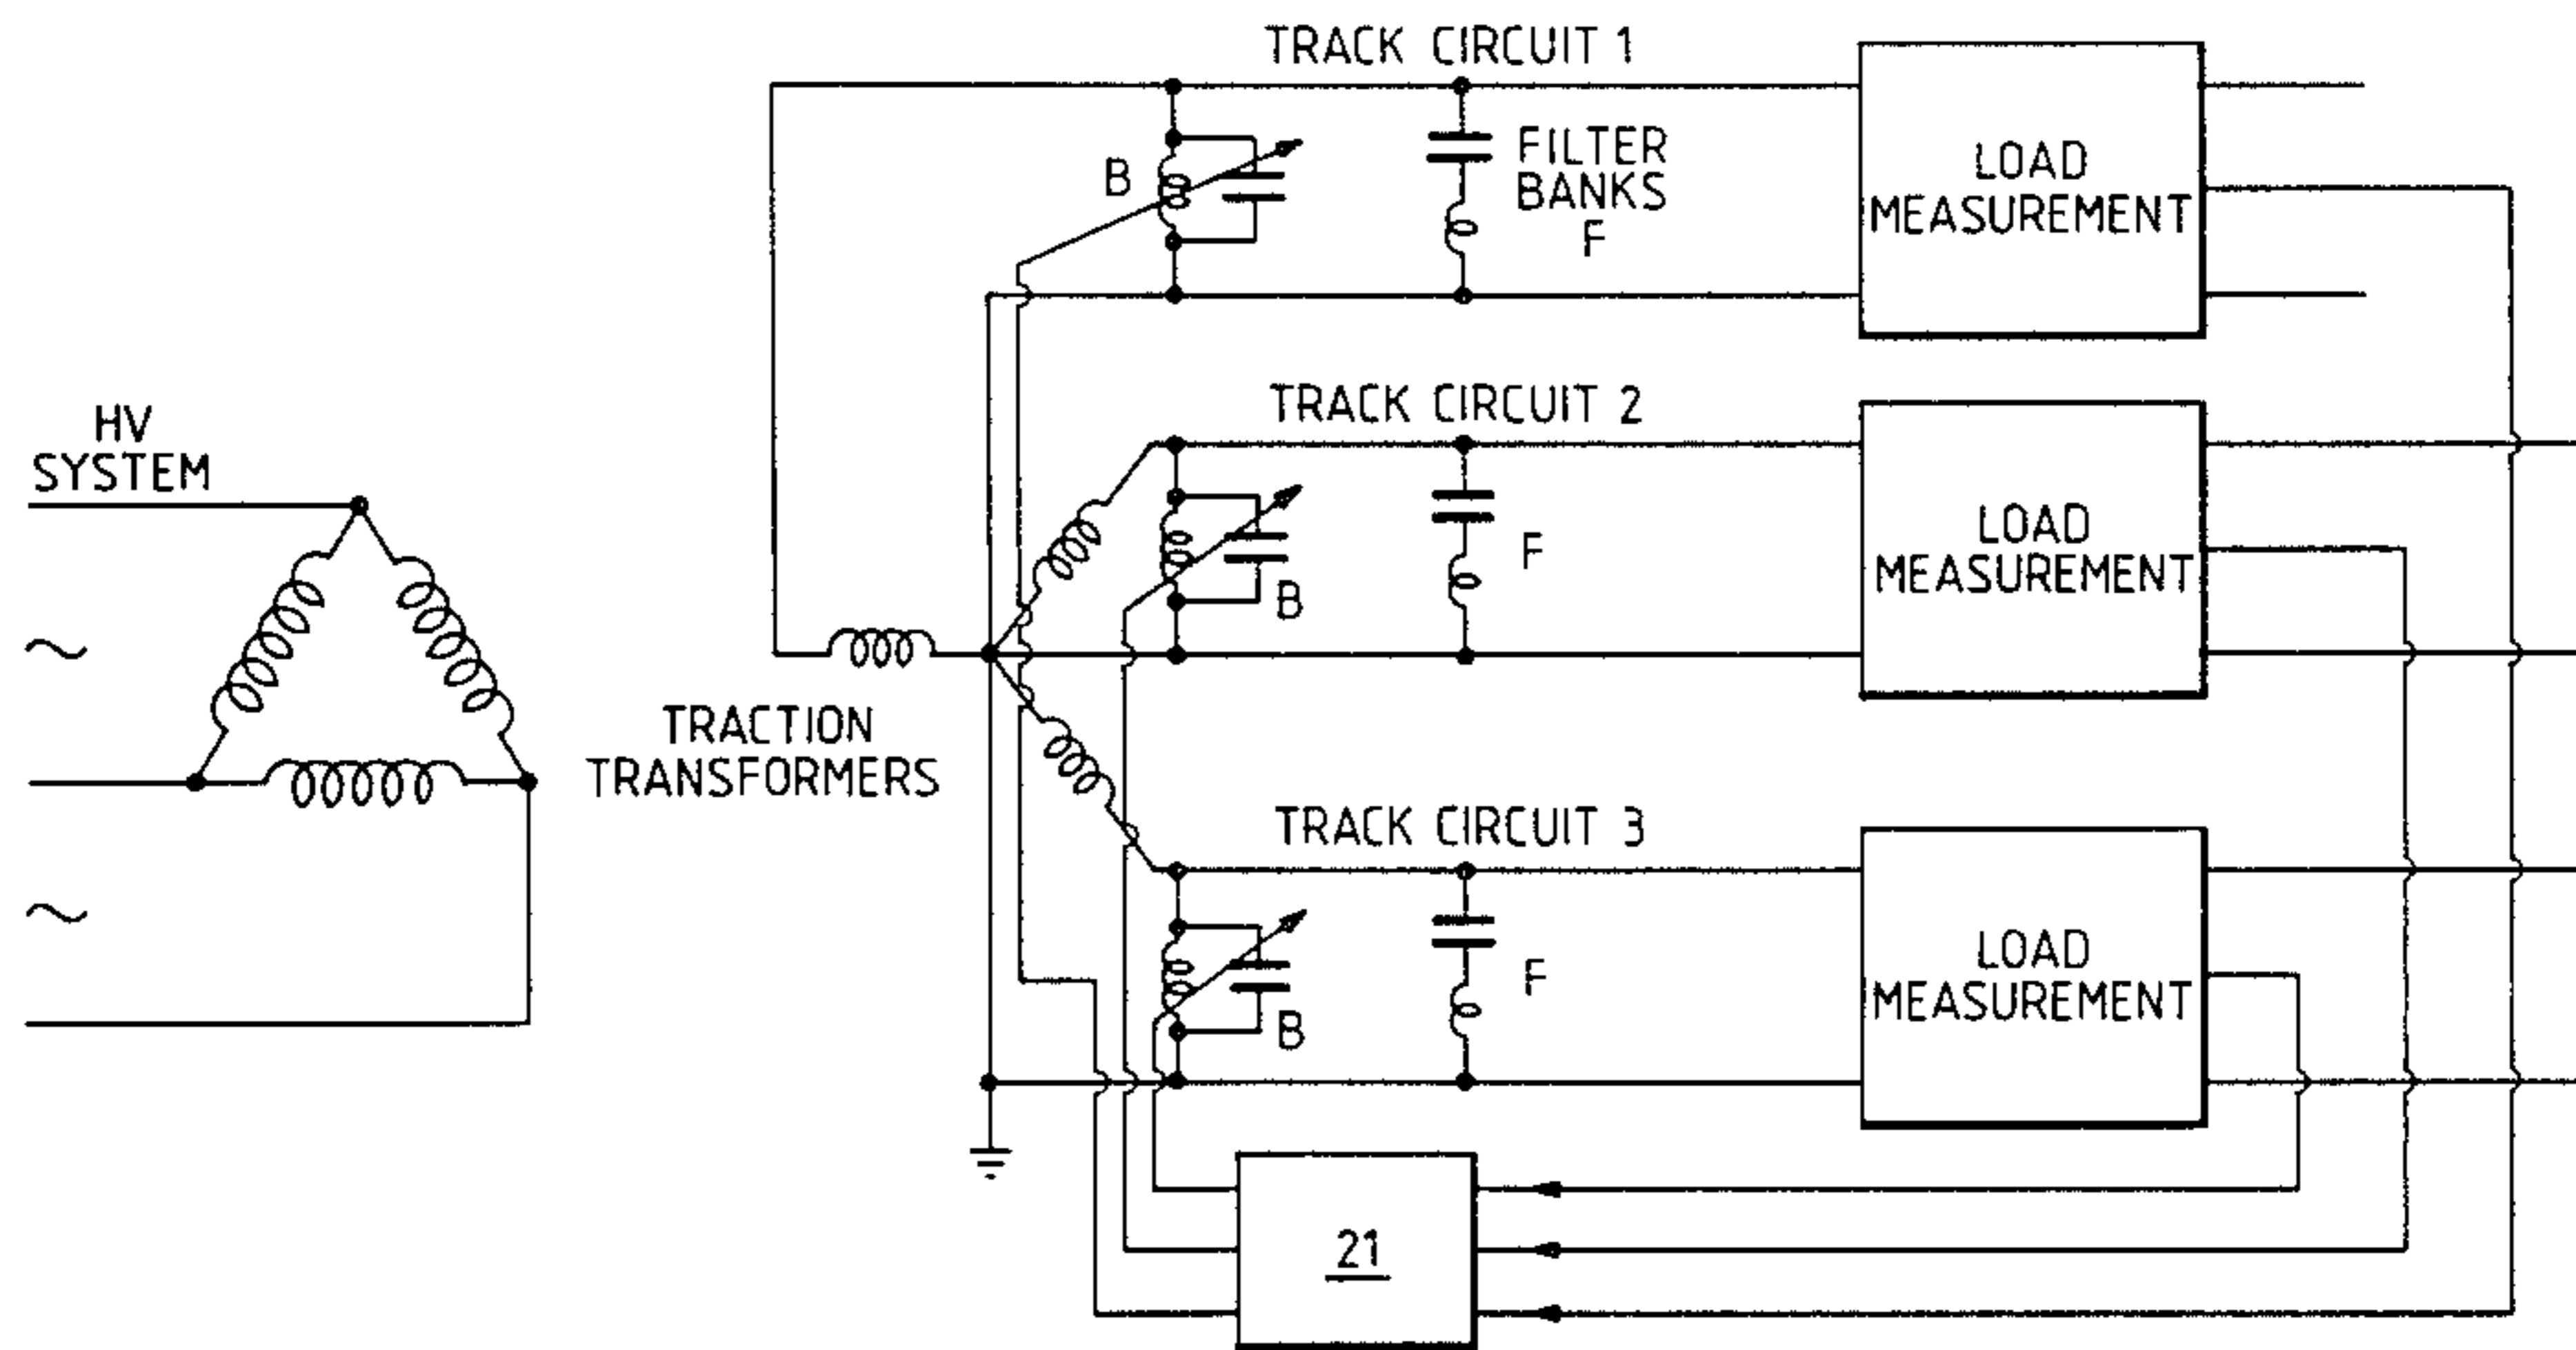 TRACK CIRCUIT 1
B
FILTER
BANKS
F
LOAD
MEASUREMENT
HV
SYSTEM
TRACK CIRCUIT 2
B
F
LOAD
MEASUREMENT
TRACTION
TRANSFORMERS
TRACK CIRCUIT 3
B
F
LOAD
MEASUREMENT
21